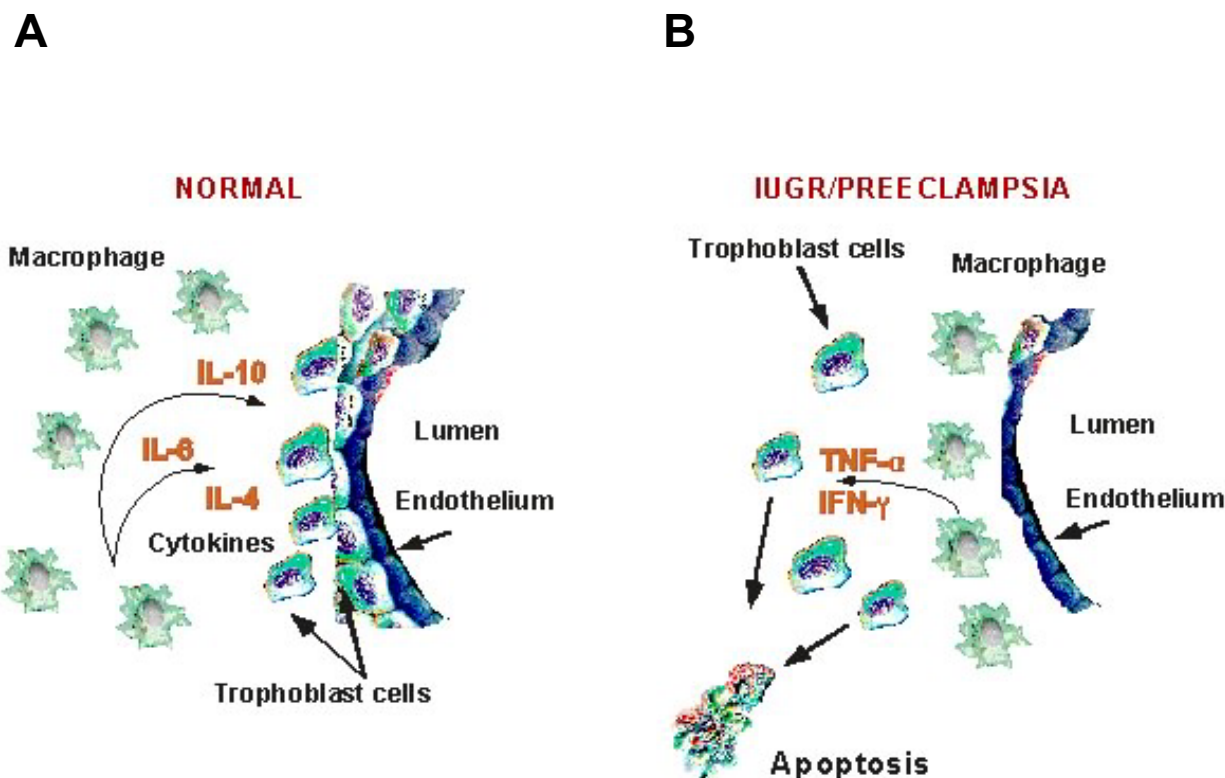 A
NORMAL
Macrophage
IL-10
IL-6
IL-4
Cytokines
Lumen
Endothelium
Trophoblast cells
B
IUGR/PREECLAMPSIA
Trophoblast cells
Macrophage
TNF-α
IFN-γ
Lumen
Endothelium
Apoptosis